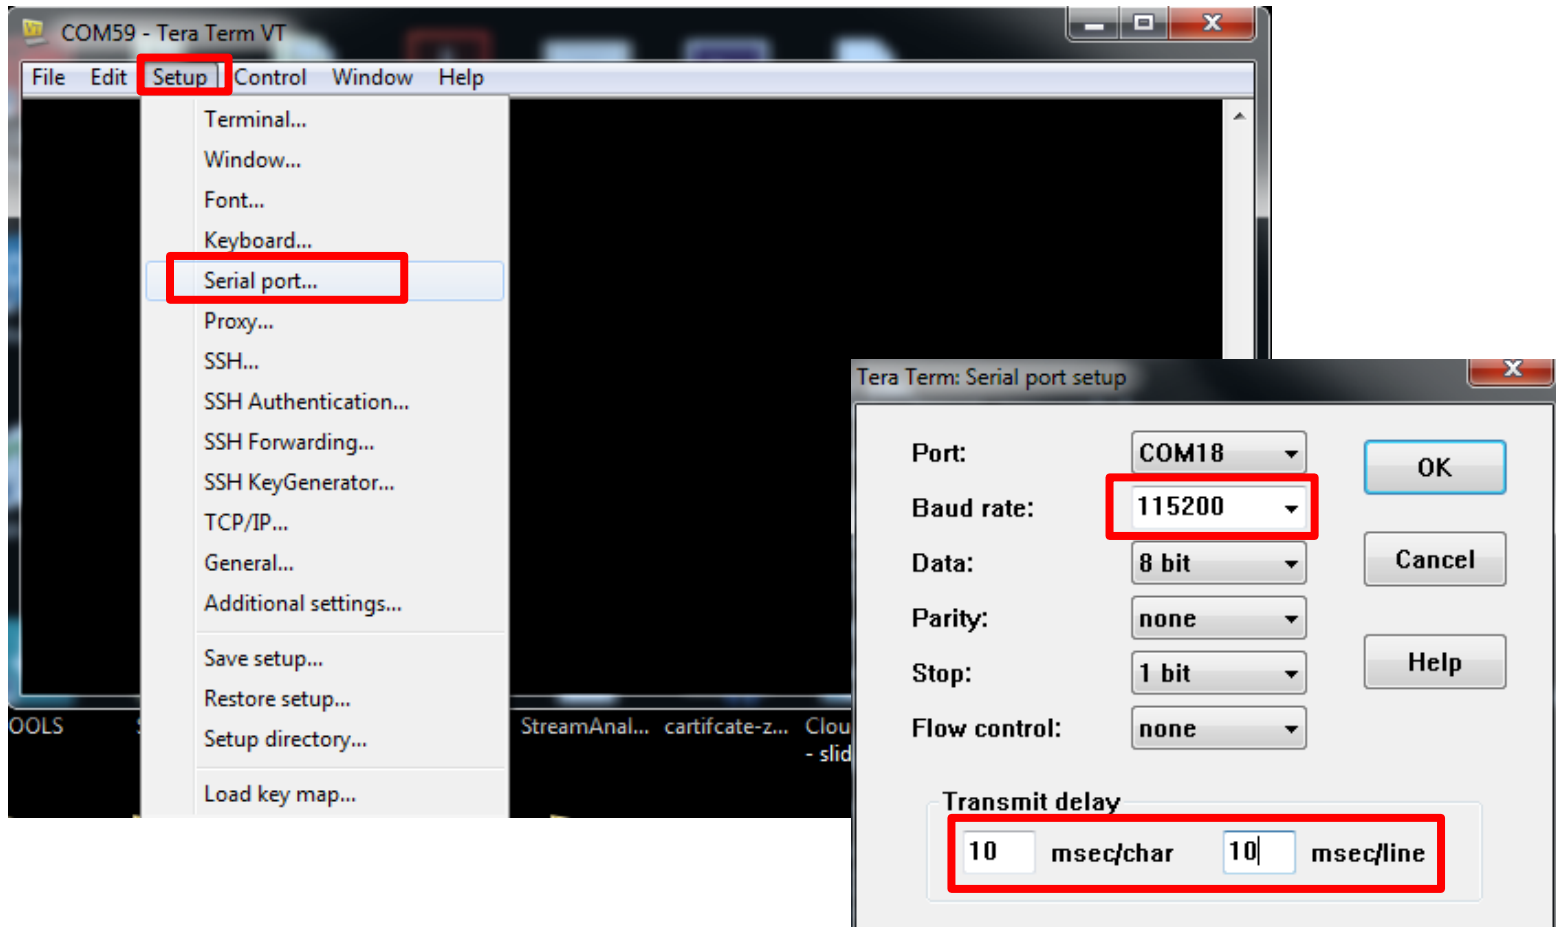 COM59 - Tera Term VT
File Edit Setup Control Window Help
Terminal...
Window...
Font...
Keyboard...
Serial port...
Proxy...
SSH...
SSH Authentication...
SSH Forwarding...
SSH KeyGenerator...
TCP/IP...
General...
Additional settings...
Save setup...
Restore setup...
Setup directory...
Load key map...
OOLS
StreamAnal... cartifcate-z... Clou
- slid
Tera Term: Serial port setup
Port: COM18 OK
Baud rate: 115200
Data: 8 bit Cancel
Parity: none
Stop: 1 bit Help
Flow control: none
Transmit delay
10 msec/char 10 msec/line